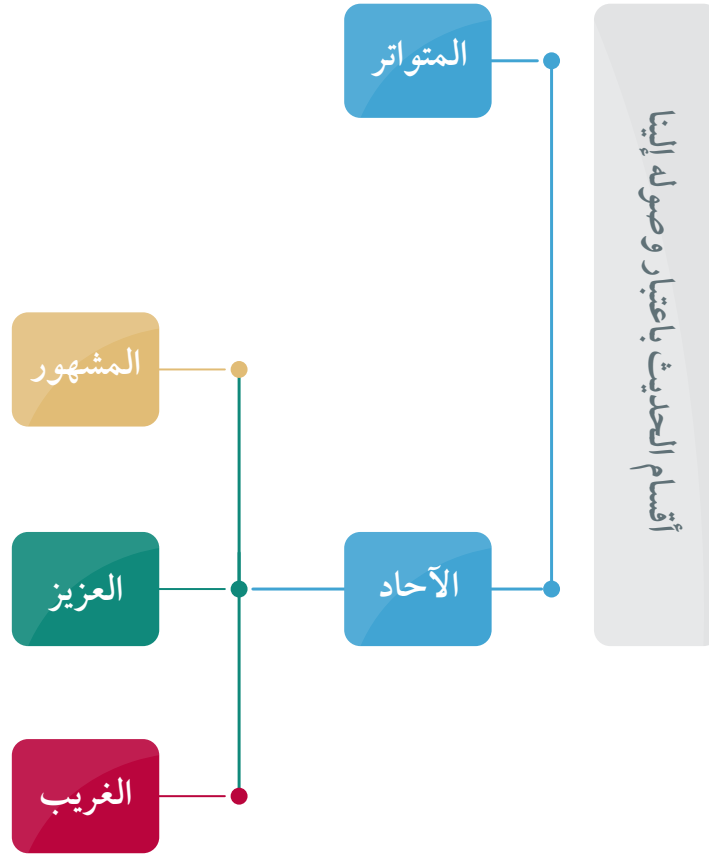 أقسام الحديث باعتبار وصوله إلينا
المتواتر
الآحاد
المشهور
العزيز
الغريب